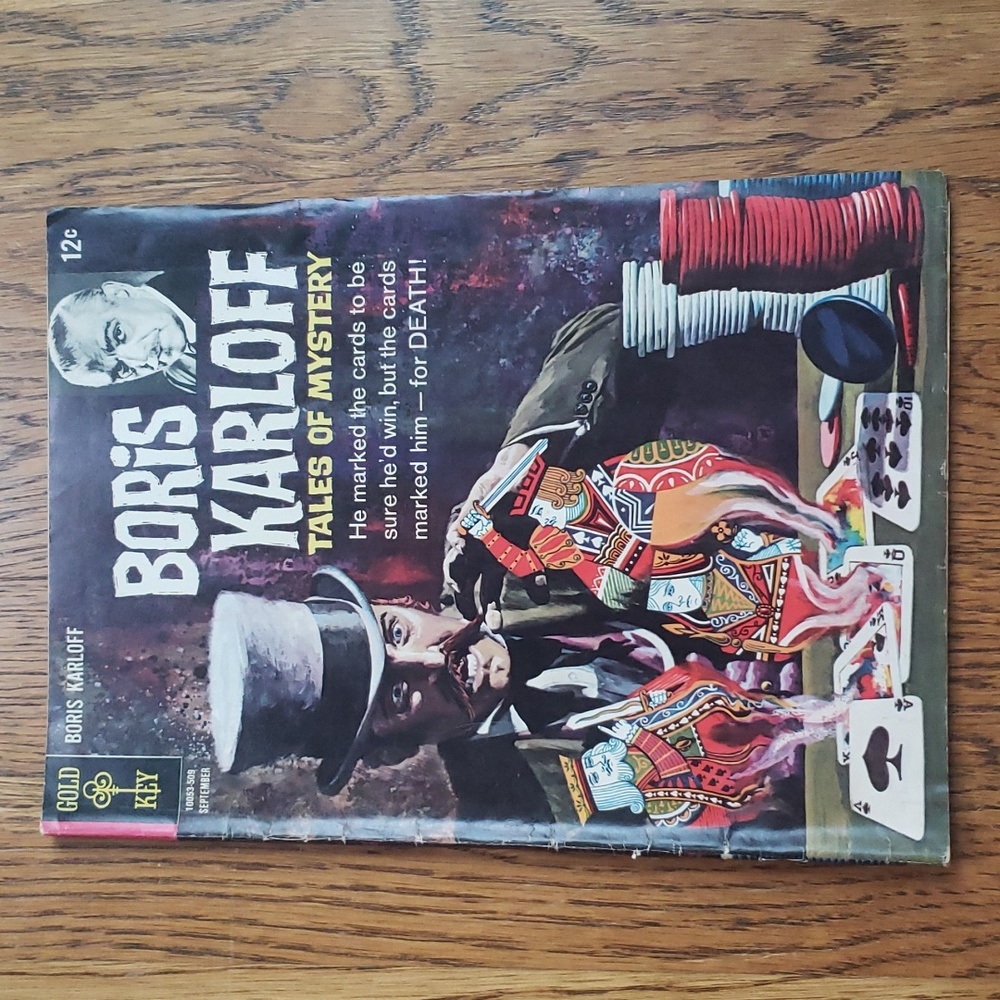 GOLD
KEY
BORIS KARLOFF
12¢
10053-509
SEPTEMBER
BORIS
KARLOFF
TALES OF MYSTERY
He marked the cards to be
sure he'd win, but the cards
marked him — for DEATH!
K
A
A
A
Q
10